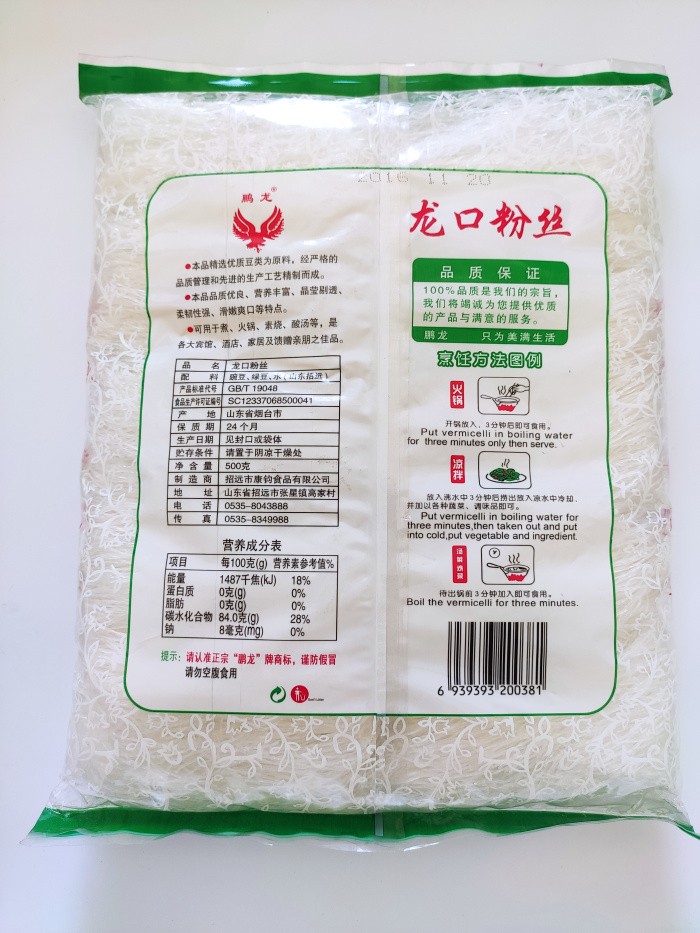 2016 11 20
鹏龙®
●本品精选优质豆类为原料，经严格的
品质管理和先进的生产工艺精制而成。
●本品品质优良、营养丰富、晶莹剔透、
柔韧性强、滑嫩爽口等特点。
●可用于煮、火锅、素烧、酸汤等，是
各大宾馆、酒店、家居及馈赠亲朋之佳品。
品 名 龙口粉丝
配 料 豌豆、绿豆、水（山东招远）
产品标准代号 GB/T 19048
食品生产许可证编号 SC12337068500041
产 地 山东省烟台市
保 质 期 24个月
生产日期 见封口或袋体
贮存条件 请置于阴凉干燥处
净 含 量 500克
制 造 商 招远市康钧食品有限公司
地 址 山东省招远市张星镇高家村
电 话 0535-8043888
传 真 0535-8349988
营养成分表
项目 每100克(g) 营养素参考值%
能量 1487千焦(kJ) 18%
蛋白质 0克(g) 0%
脂肪 0克(g) 0%
碳水化合物 84.0克(g) 28%
钠 8毫克(mg) 0%
提示：请认准正宗“鹏龙”牌商标，谨防假冒
请勿空腹食用
龙口粉丝
品质保证
100%品质是我们的宗旨，
我们将竭诚为您提供优质
的产品与满意的服务。
鹏龙 只为美满生活
烹饪方法图例
火锅
开锅放入，3分钟后即可食用。
Put vermicelli in boiling water
for three minutes only then serve.
凉拌
放入沸水中3分钟后捞出放入凉水中冷却，
并加以各种蔬菜、调味品即可。
Put vermicelli in boiling water for
three minutes,then taken out and put
into cold,put vegetable and ingredient.
待出锅前3分钟加入即可食用。
Boil the vermicelli for three minutes.
6 939393 200381